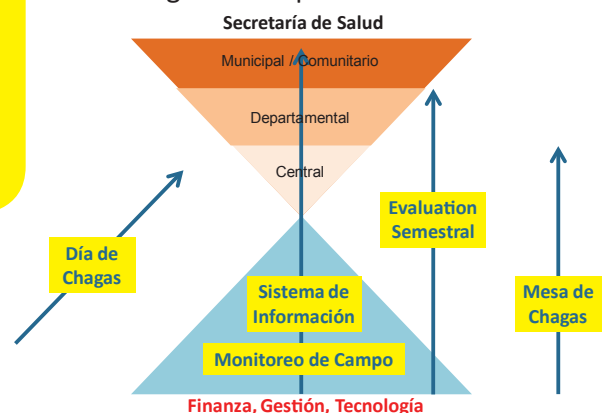 Secretaría de Salud
Municipal / Comunitario
Departamental
Central
Evaluation
Semestral
Día de
Chagas
Sistema de
Información
Mesa de
Chagas
Monitoreo de Campo
Finanza, Gestión, Tecnología